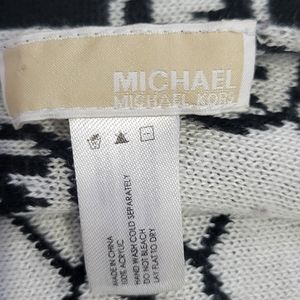 MICHAEL
MICHAEL KORS
MADE IN CHINA
100% ACRYLIC
HAND WASH COLD SEPARATELY
DO NOT BLEACH
LAY FLAT TO DRY